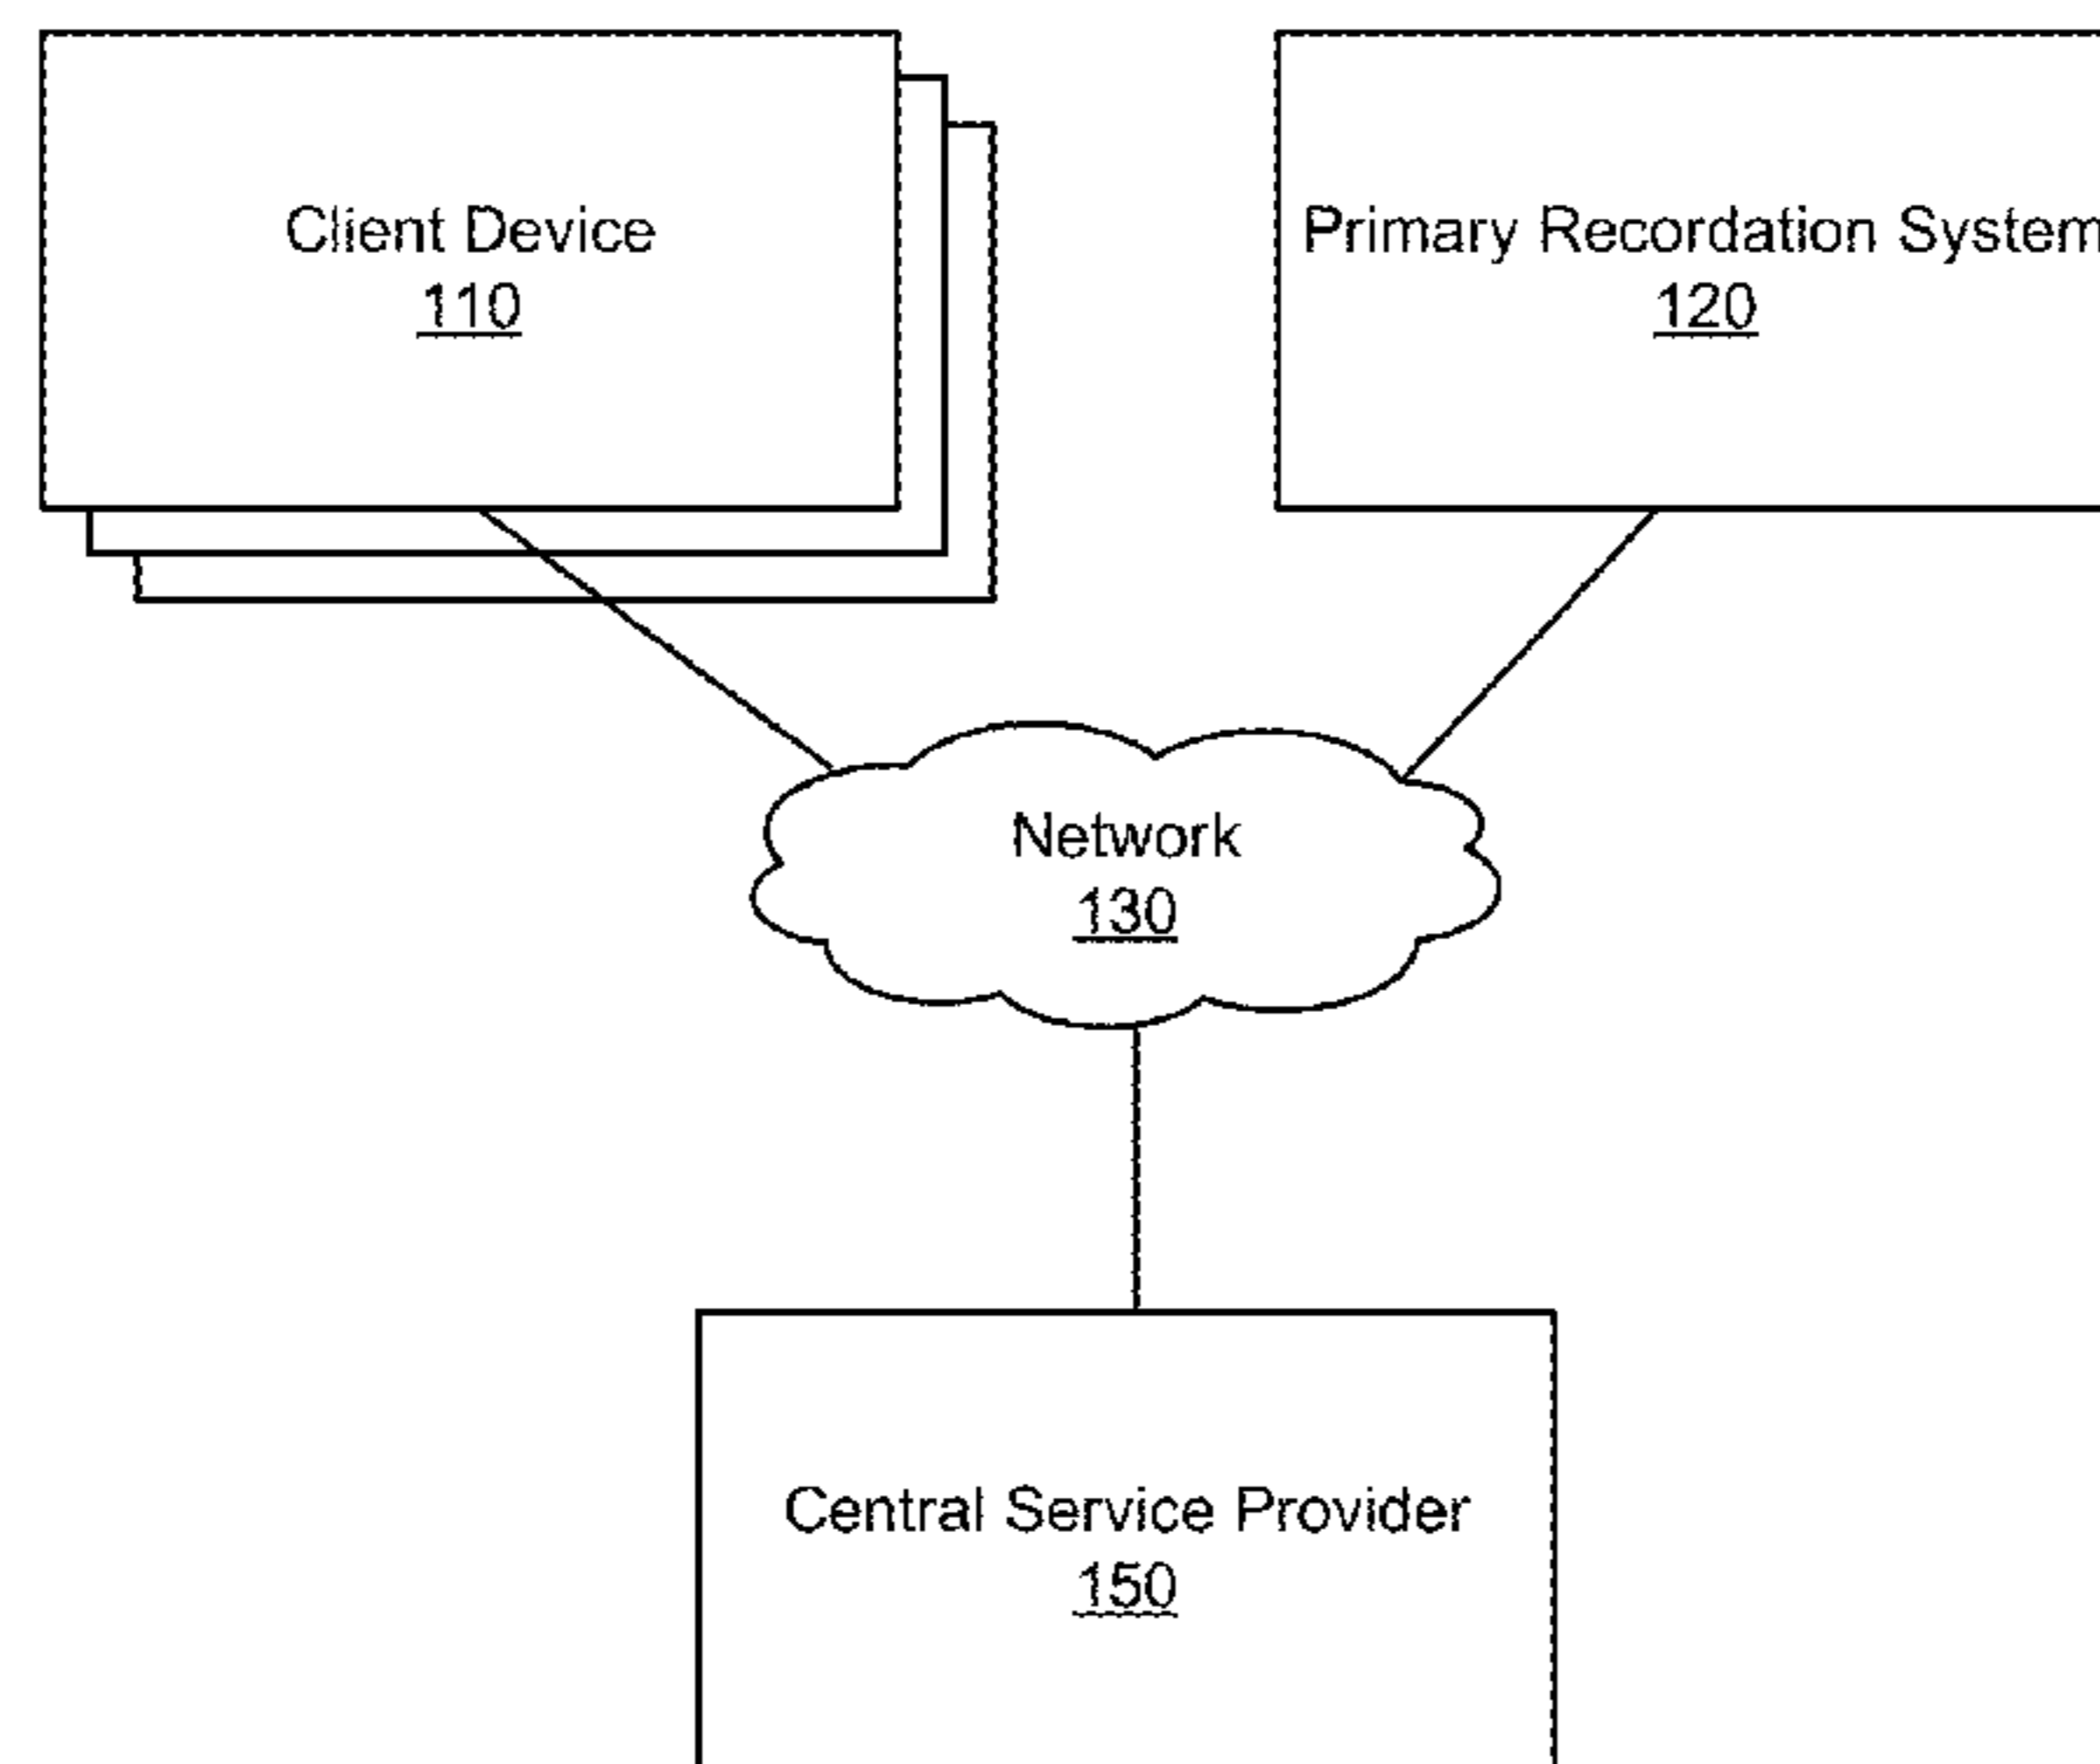 Client Device
110
Primary Recordation System
120
Network
130
Central Service Provider
150